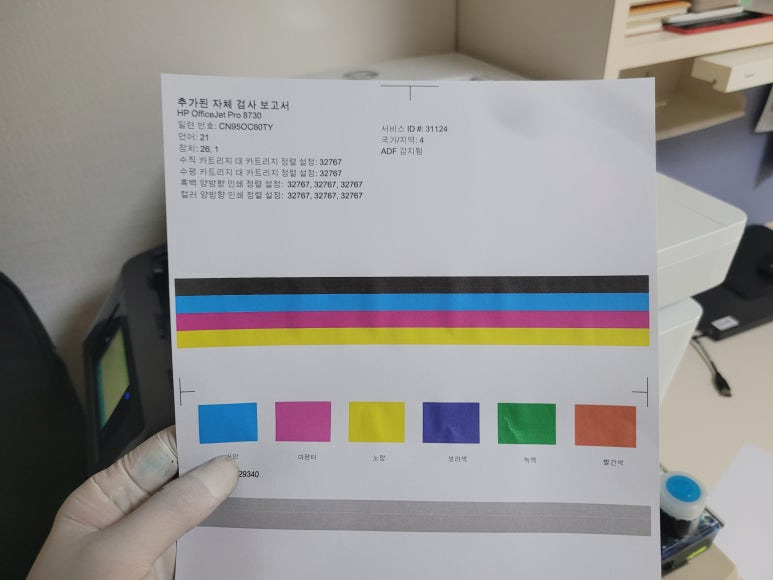 추가된 자체 검사 보고서
HP OfficeJet Pro 8730
일련 번호: CN95OC60TY
언어: 21
장치: 26, 1
수직 카트리지 대 카트리지 정렬 설정: 32767
수평 카트리지 대 카트리지 정렬 설정: 32767
흑백 양방향 인쇄 정렬 설정: 32767, 32767, 32767
컬러 양방향 인쇄 정렬 설정: 32767, 32767, 32767
서비스 ID #: 31124
국가/지역: 4
ADF 감지됨
마젠타 노랑 보라색 녹색 빨간색
29340